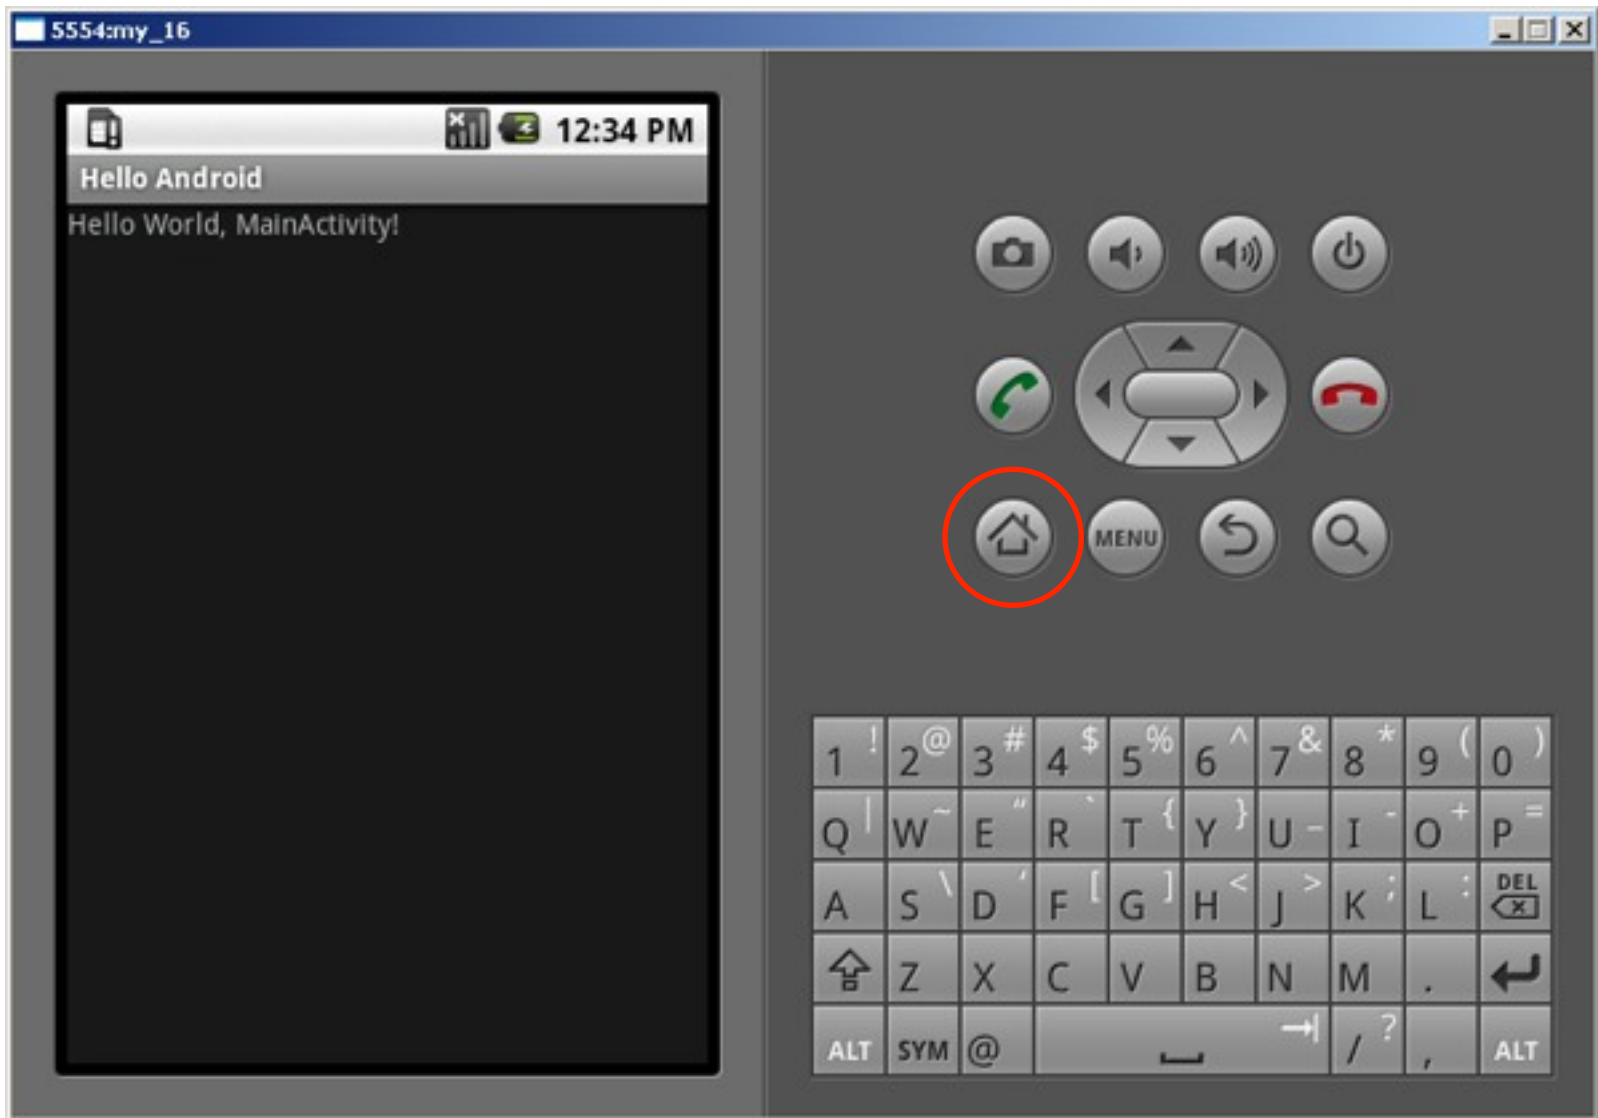 5554:my_16
12:34 PM
Hello Android
Hello World, MainActivity!
MENU
1 ! 2 @ 3 # 4 $ 5 % 6 ^ 7 & 8 * 9 ( 0 )
Q | W ~ E " R ` T { Y } U _ I - O + P =
A S \ D ' F [ G ] H < J > K ; L : DEL
Z X C V B N M .
ALT SYM @ / ? , ALT